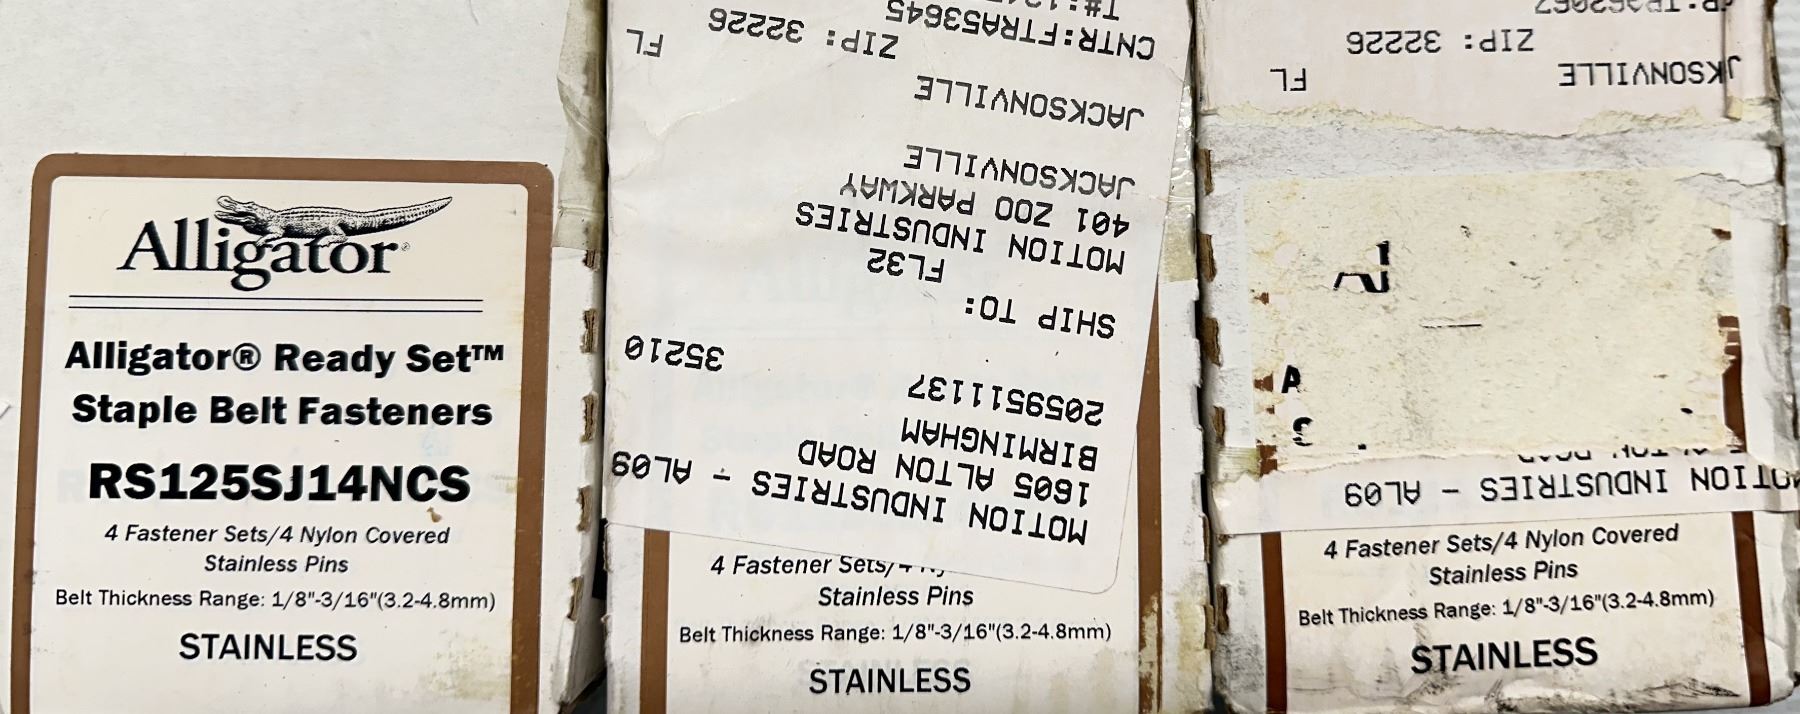 Alligator®
Alligator® Ready Set™
Staple Belt Fasteners
RS125SJ14NCS
4 Fastener Sets/4 Nylon Covered
Stainless Pins
Belt Thickness Range: 1/8"-3/16"(3.2-4.8mm)
STAINLESS
MOTION INDUSTRIES - AL09
1605 ALTON ROAD
BIRMINGHAM
2059511137
35210
SHIP TO:
FL32
MOTION INDUSTRIES
401 ZOO PARKWAY
JACKSONVILLE
JACKSONVILLE
FL ZIP: 32226
CNTR:FTRA53645
4 Fastener Sets/
Stainless Pins
Belt Thickness Range: 1/8"-3/16"(3.2-4.8mm)
STAINLESS
MOTION INDUSTRIES - AL09
ROAD
A
S
JKSONVILLE
FL ZIP: 32226
4 Fastener Sets/4 Nylon Covered
Stainless Pins
Belt Thickness Range: 1/8"-3/16"(3.2-4.8mm)
STAINLESS